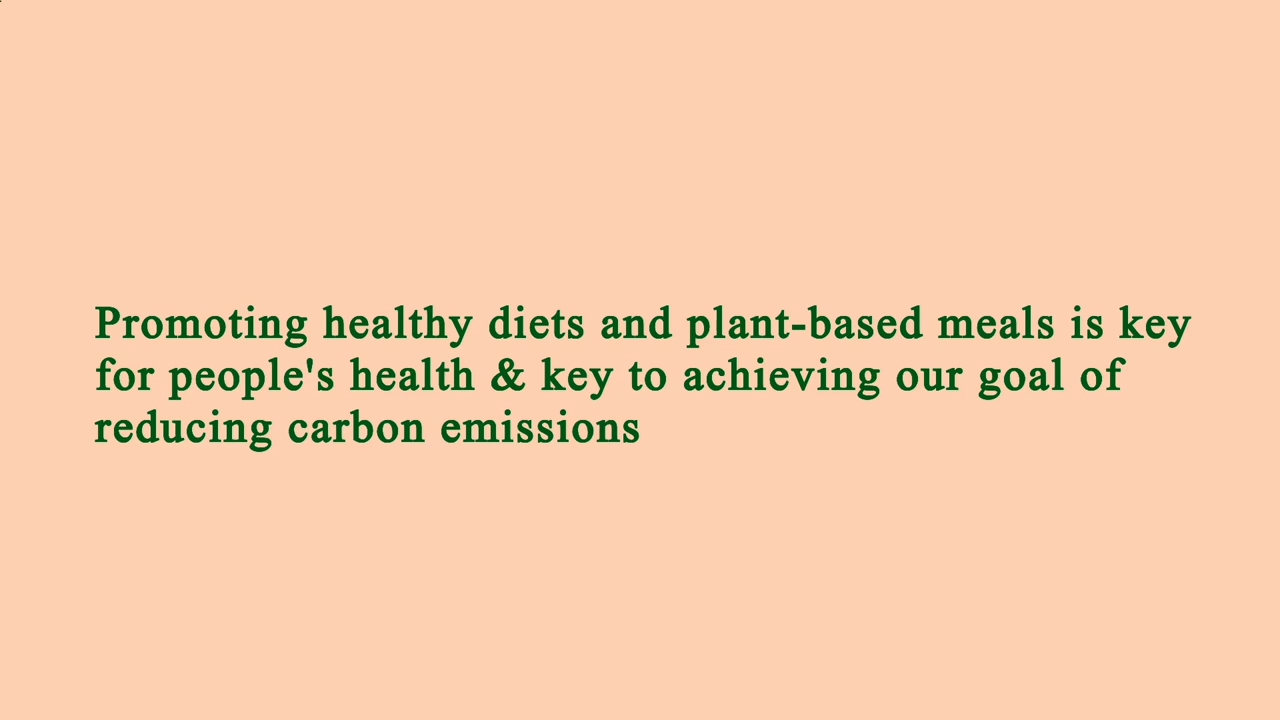 Promoting healthy diets and plant-based meals is key
for people's health & key to achieving our goal of
reducing carbon emissions